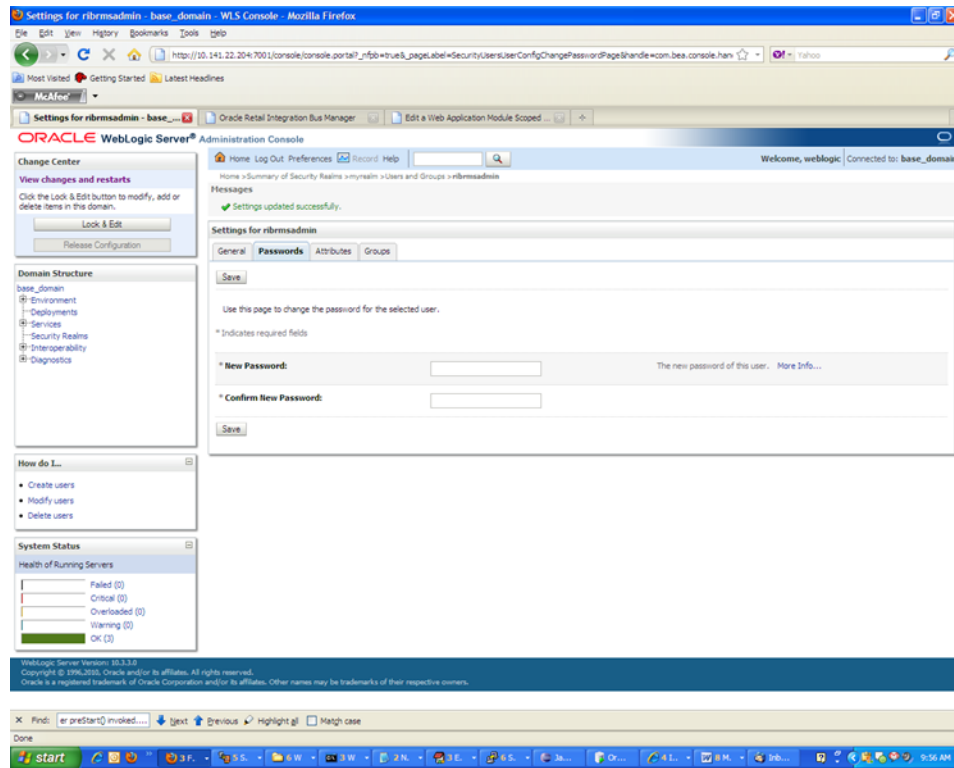 Settings for ribrmsadmin - base_domain - WLS Console - Mozilla Firefox
File Edit View History Bookmarks Tools Help
http://10.141.22.204:7001/console/console.portal?_nfpb=true&_pageLabel=SecurityUsersUserConfigChangePasswordPage&handle=com.bea.console.han
Yahoo
Most Visited Getting Started Latest Headlines
McAfee
Settings for ribrmsadmin - base_... Oracle Retail Integration Bus Manager Edit a Web Application Module Scoped ...
ORACLE WebLogic Server® Administration Console
Change Center
View changes and restarts
Click the Lock & Edit button to modify, add or
delete items in this domain.
Lock & Edit
Release Configuration
Domain Structure
base_domain
Environment
Deployments
Services
Security Realms
Interoperability
Diagnostics
How do I...
Create users
Modify users
Delete users
System Status
Health of Running Servers
Failed (0)
Critical (0)
Overloaded (0)
Warning (0)
OK (3)
Home Log Out Preferences Record Help
Welcome, weblogic Connected to: base_domain
Home >Summary of Security Realms >myrealm >Users and Groups >ribrmsadmin
Messages
Settings updated successfully.
Settings for ribrmsadmin
General Passwords Attributes Groups
Save
Use this page to change the password for the selected user.
* Indicates required fields
* New Password:
The new password of this user. More Info...
* Confirm New Password:
Save
WebLogic Server Version: 10.3.3.0
Copyright © 1996,2010, Oracle and/or its affiliates. All rights reserved.
Oracle is a registered trademark of Oracle Corporation and/or its affiliates. Other names may be trademarks of their respective owners.
Find: er preStart() invoked.... Next Previous Highlight all Match case
Done
start 3 F. 5 S. 6 W 3 W 2 N. 3 E. 6 S. Ja... Or... 4 I.. 8 M. Inb... 9:56 AM